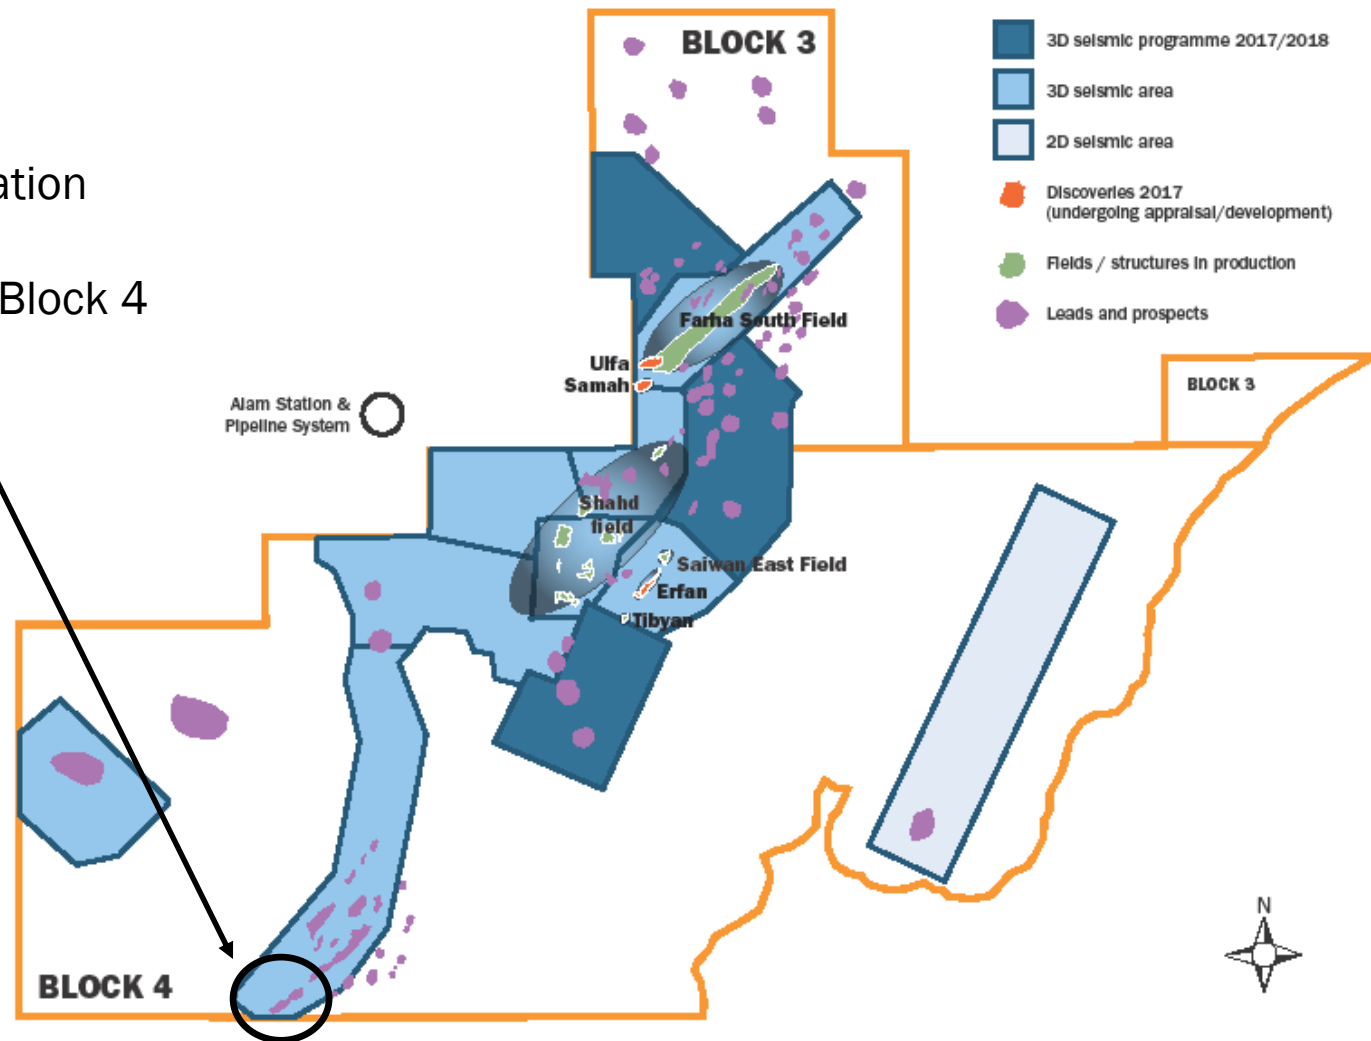 BLOCK 3
3D seismic programme 2017/2018
3D seismic area
2D seismic area
Discoveries 2017
(undergoing appraisal/development)
Fields / structures in production
Leads and prospects
ation
Block 4
Farha South Field
Ulfa
Samah
BLOCK 3
Alam Station &
Pipeline System
Shahd
field
Saiwan East Field
Erfan
Tibyan
N
BLOCK 4